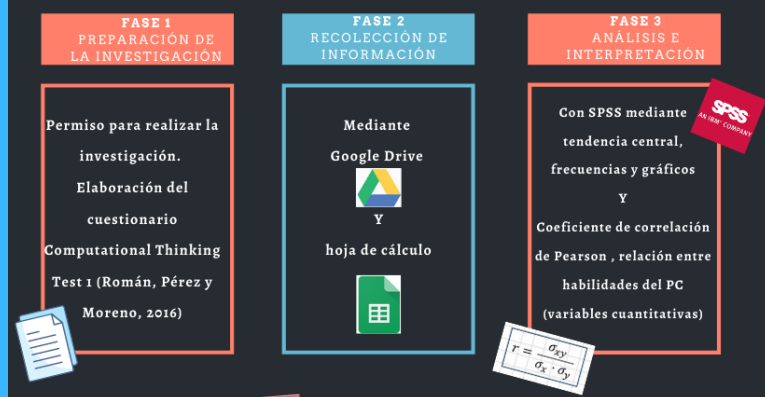 FASE 1
PREPARACIÓN DE
LA INVESTIGACIÓN
Permiso para realizar la
investigación.
Elaboración del
cuestionario
Computational Thinking
Test 1 (Román, Pérez y
Moreno, 2016)
FASE 2
RECOLECCIÓN DE
INFORMACIÓN
Mediante
Google Drive
Y
hoja de cálculo
FASE 3
ANÁLISIS E
INTERPRETACIÓN
SPSS
AN IBM® COMPANY
Con SPSS mediante
tendencia central,
frecuencias y gráficos
Y
Coeficiente de correlación
de Pearson , relación entre
habilidades del PC
(variables cuantitativas)
r = σxy / σx · σy